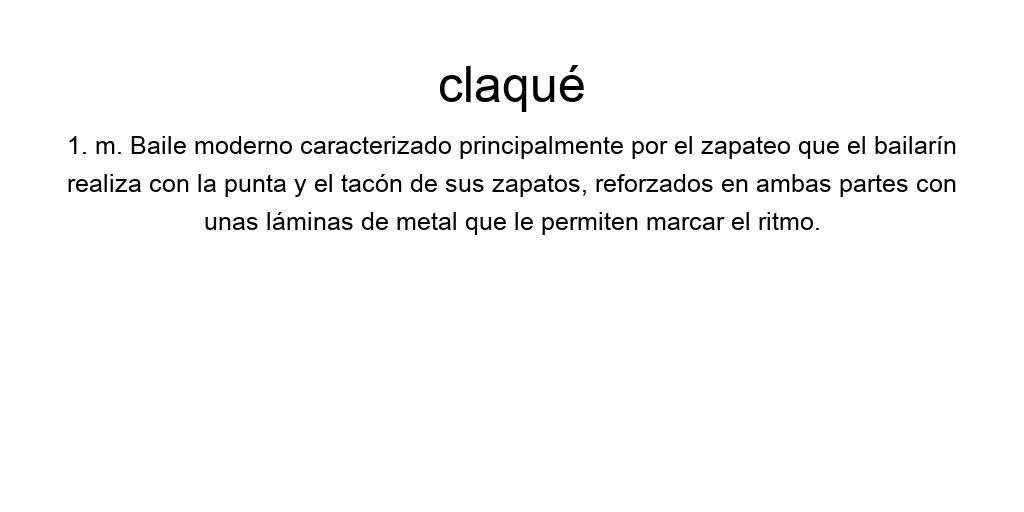 claqué
1. m. Baile moderno caracterizado principalmente por el zapateo que el bailarín
realiza con la punta y el tacón de sus zapatos, reforzados en ambas partes con
unas láminas de metal que le permiten marcar el ritmo.